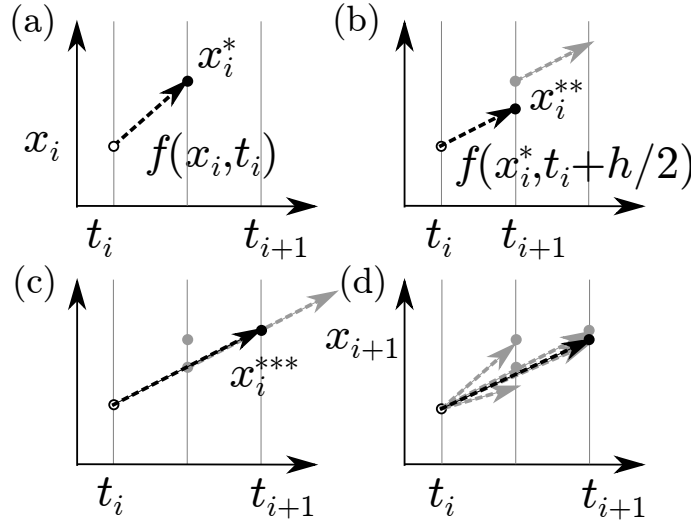 (a)
x_i^*
x_i
f(x_i,t_i)
t_i
t_{i+1}
(b)
x_i^{**}
f(x_i^*,t_i+h/2)
t_i
t_{i+1}
(c)
x_i^{***}
t_i
t_{i+1}
(d)
x_{i+1}
t_i
t_{i+1}